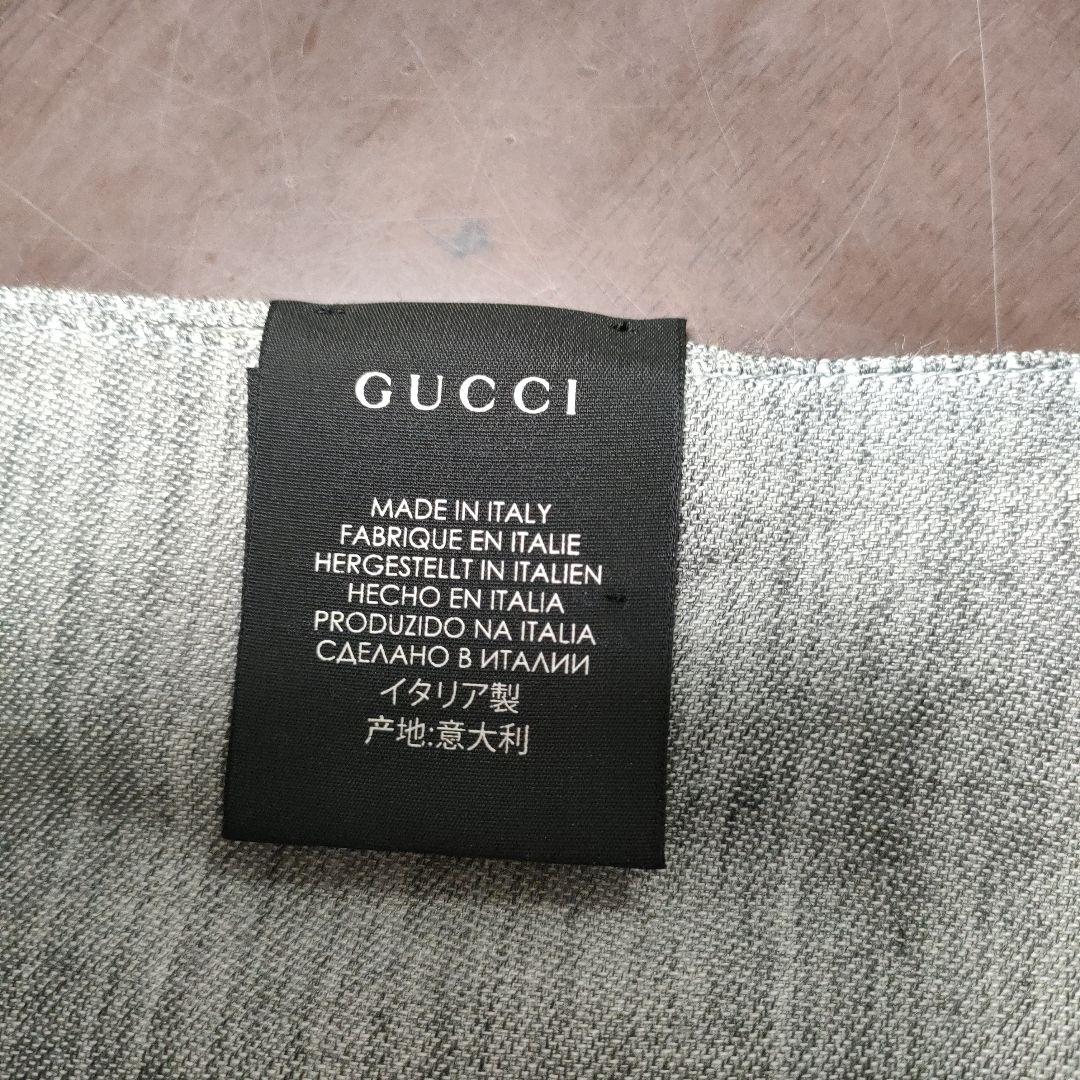 GUCCI
MADE IN ITALY
FABRIQUE EN ITALIE
HERGESTELLT IN ITALIEN
HECHO EN ITALIA
PRODUZIDO NA ITALIA
СДЕЛАНО В ИТАЛИИ
イタリア製
产地:意大利